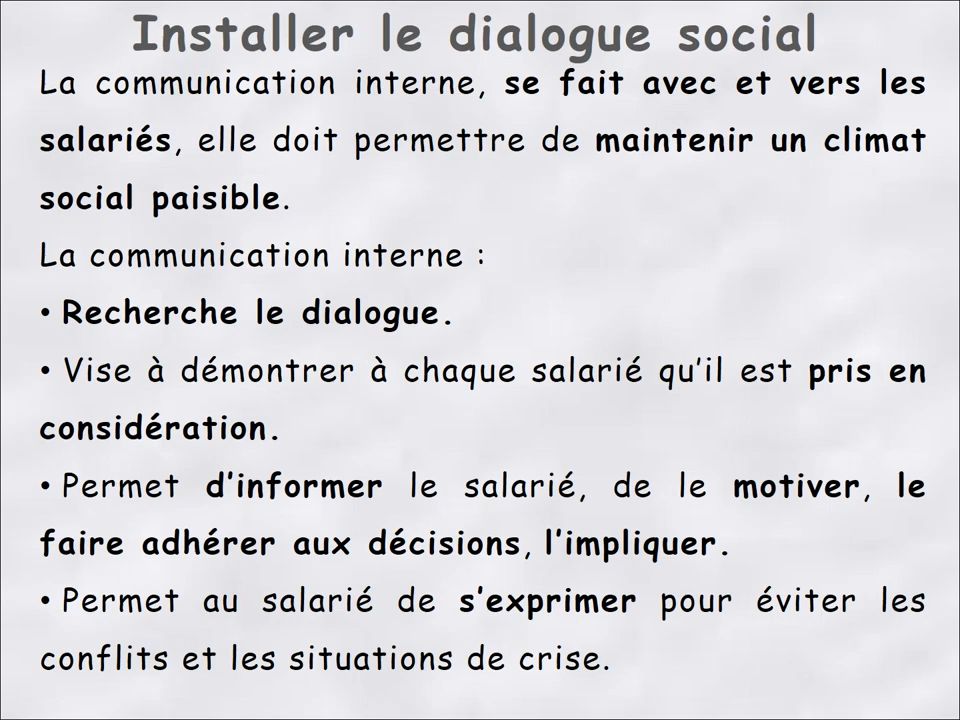 Installer le dialogue social
La communication interne, se fait avec et vers les
salariés, elle doit permettre de maintenir un climat
social paisible.
La communication interne :
• Recherche le dialogue.
• Vise à démontrer à chaque salarié qu’il est pris en
considération.
• Permet d’informer le salarié, de le motiver, le
faire adhérer aux décisions, l’impliquer.
• Permet au salarié de s’exprimer pour éviter les
conflits et les situations de crise.